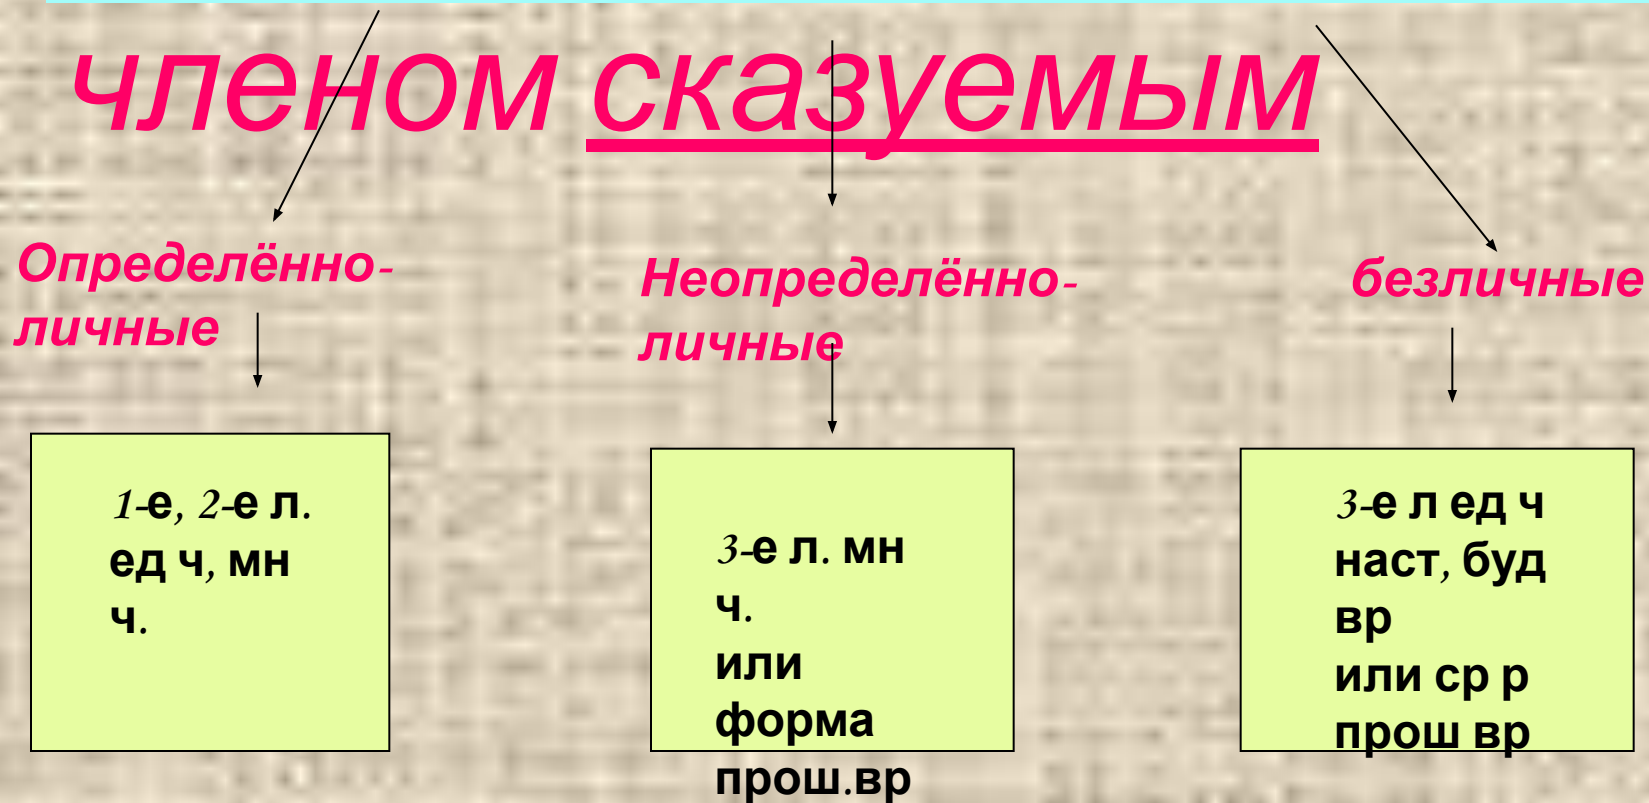 членом сказуемым
Определённо-
личные
Неопределённо-
личные
безличные
1-е, 2-е л.
ед ч, мн
ч.
3-е л. мн
ч.
или
форма
прош.вр
3-е л ед ч
наст, буд
вр
или ср р
прош вр